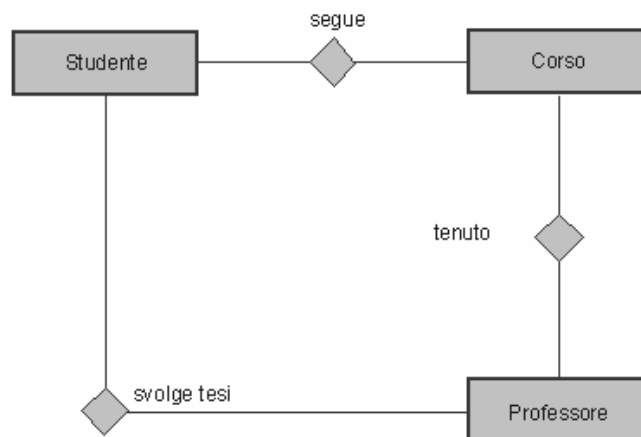 segue
Studente
Corso
tenuto
svolge tesi
Professore